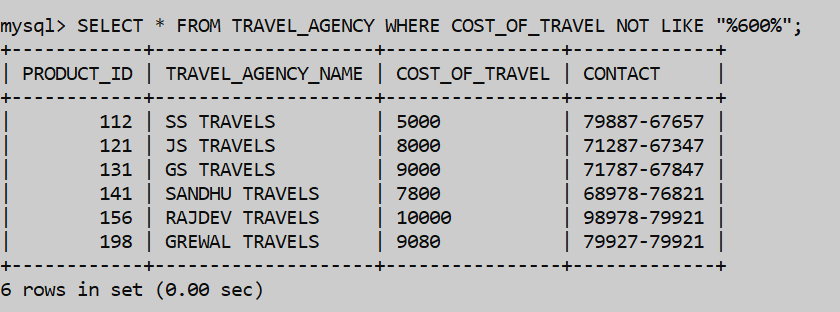 mysql> SELECT * FROM TRAVEL_AGENCY WHERE COST_OF_TRAVEL NOT LIKE "%600%";
+------------+--------------------+----------------+-------------+
| PRODUCT_ID | TRAVEL_AGENCY_NAME | COST_OF_TRAVEL | CONTACT     |
+------------+--------------------+----------------+-------------+
|        112 | SS TRAVELS         | 5000           | 79887-67657 |
|        121 | JS TRAVELS         | 8000           | 71287-67347 |
|        131 | GS TRAVELS         | 9000           | 71787-67847 |
|        141 | SANDHU TRAVELS     | 7800           | 68978-76821 |
|        156 | RAJDEV TRAVELS     | 10000          | 98978-79921 |
|        198 | GREWAL TRAVELS     | 9080           | 79927-79921 |
+------------+--------------------+----------------+-------------+
6 rows in set (0.00 sec)